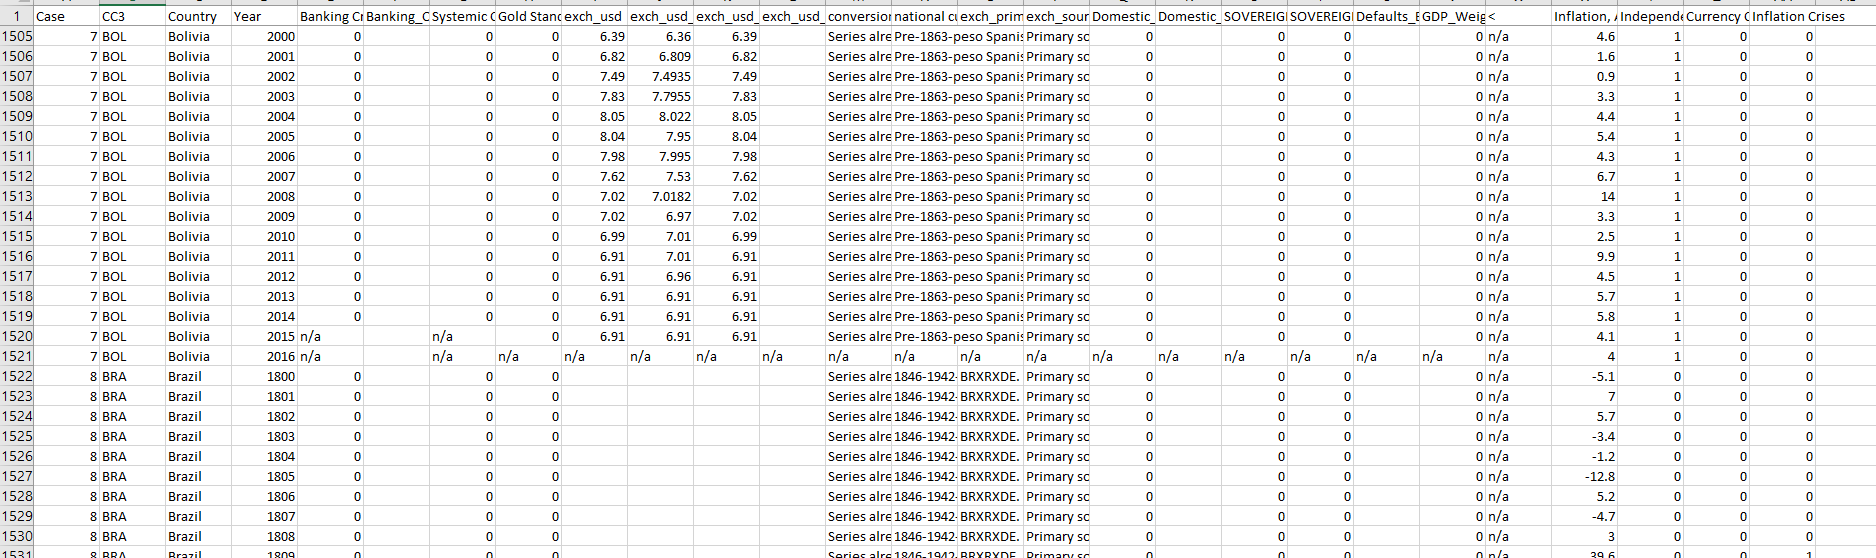 1 Case CC3 Country Year Banking Cr Banking_C Systemic C Gold Stanc exch_usd exch_usd_ exch_usd_ exch_usd_ conversion national cu exch_prim exch_sour Domestic_ Domestic_ SOVEREIGI SOVEREIGI Defaults_E GDP_Weig < Inflation, A Independe Currency C Inflation Crises
1505 7 BOL Bolivia 2000 0 0 0 6.39 6.36 6.39 Series alre Pre-1863-peso Spanis Primary sc 0 0 0 0 n/a 4.6 1 0 0
1506 7 BOL Bolivia 2001 0 0 0 6.82 6.809 6.82 Series alre Pre-1863-peso Spanis Primary sc 0 0 0 0 n/a 1.6 1 0 0
1507 7 BOL Bolivia 2002 0 0 0 7.49 7.4935 7.49 Series alre Pre-1863-peso Spanis Primary sc 0 0 0 0 n/a 0.9 1 0 0
1508 7 BOL Bolivia 2003 0 0 0 7.83 7.7955 7.83 Series alre Pre-1863-peso Spanis Primary sc 0 0 0 0 n/a 3.3 1 0 0
1509 7 BOL Bolivia 2004 0 0 0 8.05 8.022 8.05 Series alre Pre-1863-peso Spanis Primary sc 0 0 0 0 n/a 4.4 1 0 0
1510 7 BOL Bolivia 2005 0 0 0 8.04 7.95 8.04 Series alre Pre-1863-peso Spanis Primary sc 0 0 0 0 n/a 5.4 1 0 0
1511 7 BOL Bolivia 2006 0 0 0 7.98 7.995 7.98 Series alre Pre-1863-peso Spanis Primary sc 0 0 0 0 n/a 4.3 1 0 0
1512 7 BOL Bolivia 2007 0 0 0 7.62 7.53 7.62 Series alre Pre-1863-peso Spanis Primary sc 0 0 0 0 n/a 6.7 1 0 0
1513 7 BOL Bolivia 2008 0 0 0 7.02 7.0182 7.02 Series alre Pre-1863-peso Spanis Primary sc 0 0 0 0 n/a 14 1 0 0
1514 7 BOL Bolivia 2009 0 0 0 7.02 6.97 7.02 Series alre Pre-1863-peso Spanis Primary sc 0 0 0 0 n/a 3.3 1 0 0
1515 7 BOL Bolivia 2010 0 0 0 6.99 7.01 6.99 Series alre Pre-1863-peso Spanis Primary sc 0 0 0 0 n/a 2.5 1 0 0
1516 7 BOL Bolivia 2011 0 0 0 6.91 7.01 6.91 Series alre Pre-1863-peso Spanis Primary sc 0 0 0 0 n/a 9.9 1 0 0
1517 7 BOL Bolivia 2012 0 0 0 6.91 6.96 6.91 Series alre Pre-1863-peso Spanis Primary sc 0 0 0 0 n/a 4.5 1 0 0
1518 7 BOL Bolivia 2013 0 0 0 6.91 6.91 6.91 Series alre Pre-1863-peso Spanis Primary sc 0 0 0 0 n/a 5.7 1 0 0
1519 7 BOL Bolivia 2014 0 0 0 6.91 6.91 6.91 Series alre Pre-1863-peso Spanis Primary sc 0 0 0 0 n/a 5.8 1 0 0
1520 7 BOL Bolivia 2015 n/a n/a 0 6.91 6.91 6.91 Series alre Pre-1863-peso Spanis Primary sc 0 0 0 0 n/a 4.1 1 0 0
1521 7 BOL Bolivia 2016 n/a n/a n/a n/a n/a n/a n/a n/a n/a n/a n/a n/a n/a n/a n/a n/a n/a n/a 4 1 0 0
1522 8 BRA Brazil 1800 0 0 0 Series alre 1846-1942- BRXRXDE. Primary sc 0 0 0 0 n/a -5.1 0 0 0
1523 8 BRA Brazil 1801 0 0 0 Series alre 1846-1942- BRXRXDE. Primary sc 0 0 0 0 n/a 7 0 0 0
1524 8 BRA Brazil 1802 0 0 0 Series alre 1846-1942- BRXRXDE. Primary sc 0 0 0 0 n/a 5.7 0 0 0
1525 8 BRA Brazil 1803 0 0 0 Series alre 1846-1942- BRXRXDE. Primary sc 0 0 0 0 n/a -3.4 0 0 0
1526 8 BRA Brazil 1804 0 0 0 Series alre 1846-1942- BRXRXDE. Primary sc 0 0 0 0 n/a -1.2 0 0 0
1527 8 BRA Brazil 1805 0 0 0 Series alre 1846-1942- BRXRXDE. Primary sc 0 0 0 0 n/a -12.8 0 0 0
1528 8 BRA Brazil 1806 0 0 0 Series alre 1846-1942- BRXRXDE. Primary sc 0 0 0 0 n/a 5.2 0 0 0
1529 8 BRA Brazil 1807 0 0 0 Series alre 1846-1942- BRXRXDE. Primary sc 0 0 0 0 n/a -4.7 0 0 0
1530 8 BRA Brazil 1808 0 0 0 Series alre 1846-1942- BRXRXDE. Primary sc 0 0 0 0 n/a 3 0 0 0
1531 8 BRA Brazil 1809 0 0 0 Series alre 1846-1942- BRXRXDE. Primary sc 0 0 0 0 n/a 39.6 0 0 1